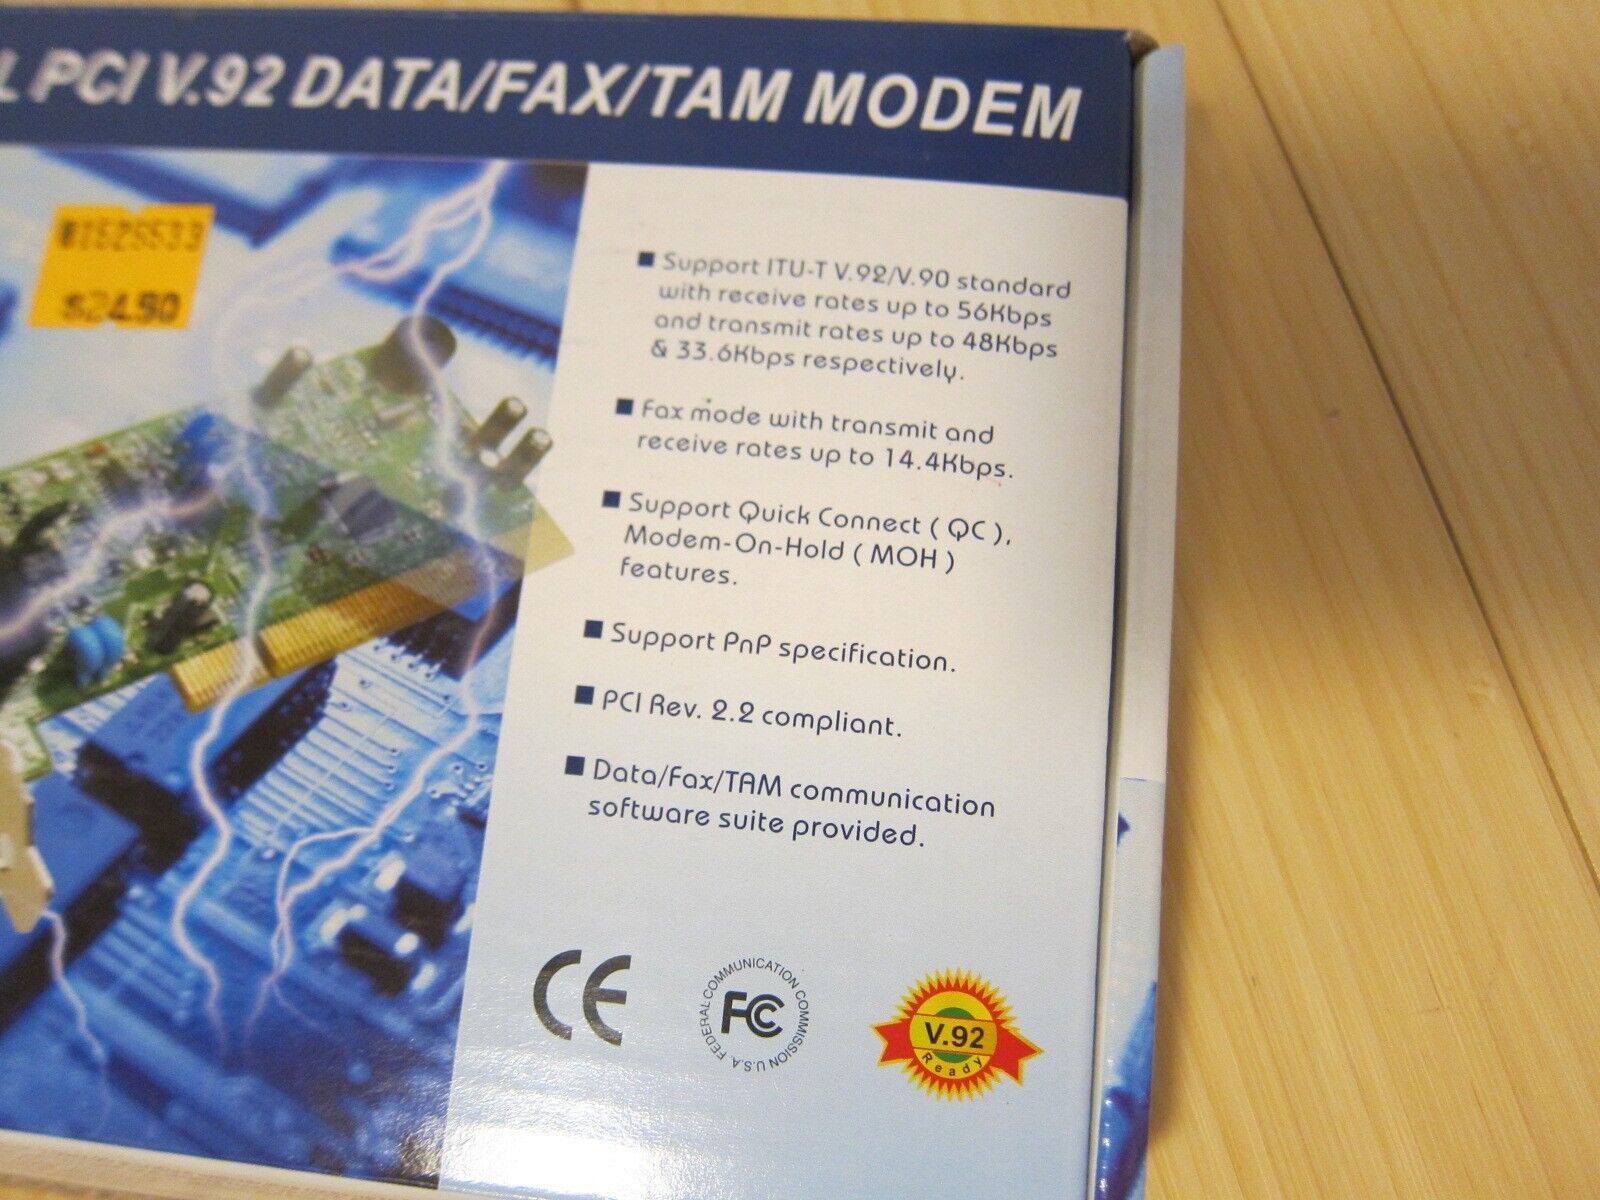 L PCI V.92 DATA/FAX/TAM MODEM
1525533
$24.90
■ Support ITU-T V.92/V.90 standard
with receive rates up to 56Kbps
and transmit rates up to 48Kbps
& 33.6Kbps respectively.
■ Fax mode with transmit and
receive rates up to 14.4Kbps.
■ Support Quick Connect ( QC ),
Modem-On-Hold ( MOH )
features.
■ Support PnP specification.
■ PCI Rev. 2.2 compliant.
■ Data/Fax/TAM communication
software suite provided.
CE
FEDERAL COMMUNICATION COMMISSION U.S.A.
FCC
V.92
Ready